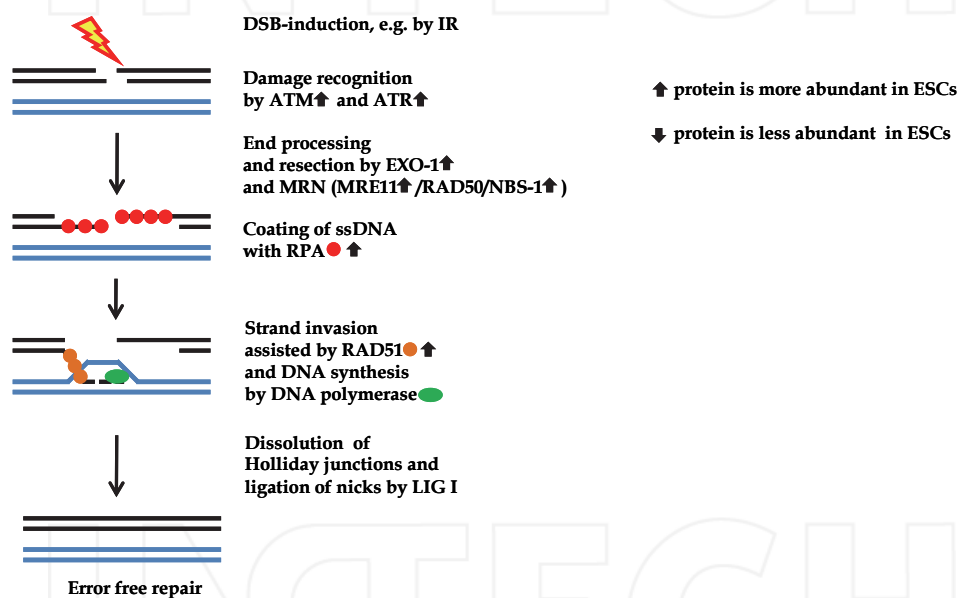 DSB-induction, e.g. by IR
Damage recognition
by ATM⬆ and ATR⬆
⬆ protein is more abundant in ESCs
⬇ protein is less abundant in ESCs
End processing
and resection by EXO-1⬆
and MRN (MRE11⬆/RAD50/NBS-1⬆)
Coating of ssDNA
with RPA ⬆
Strand invasion
assisted by RAD51 ⬆
and DNA synthesis
by DNA polymerase
Dissolution of
Holliday junctions and
ligation of nicks by LIG I
Error free repair
INTECH
INTECH